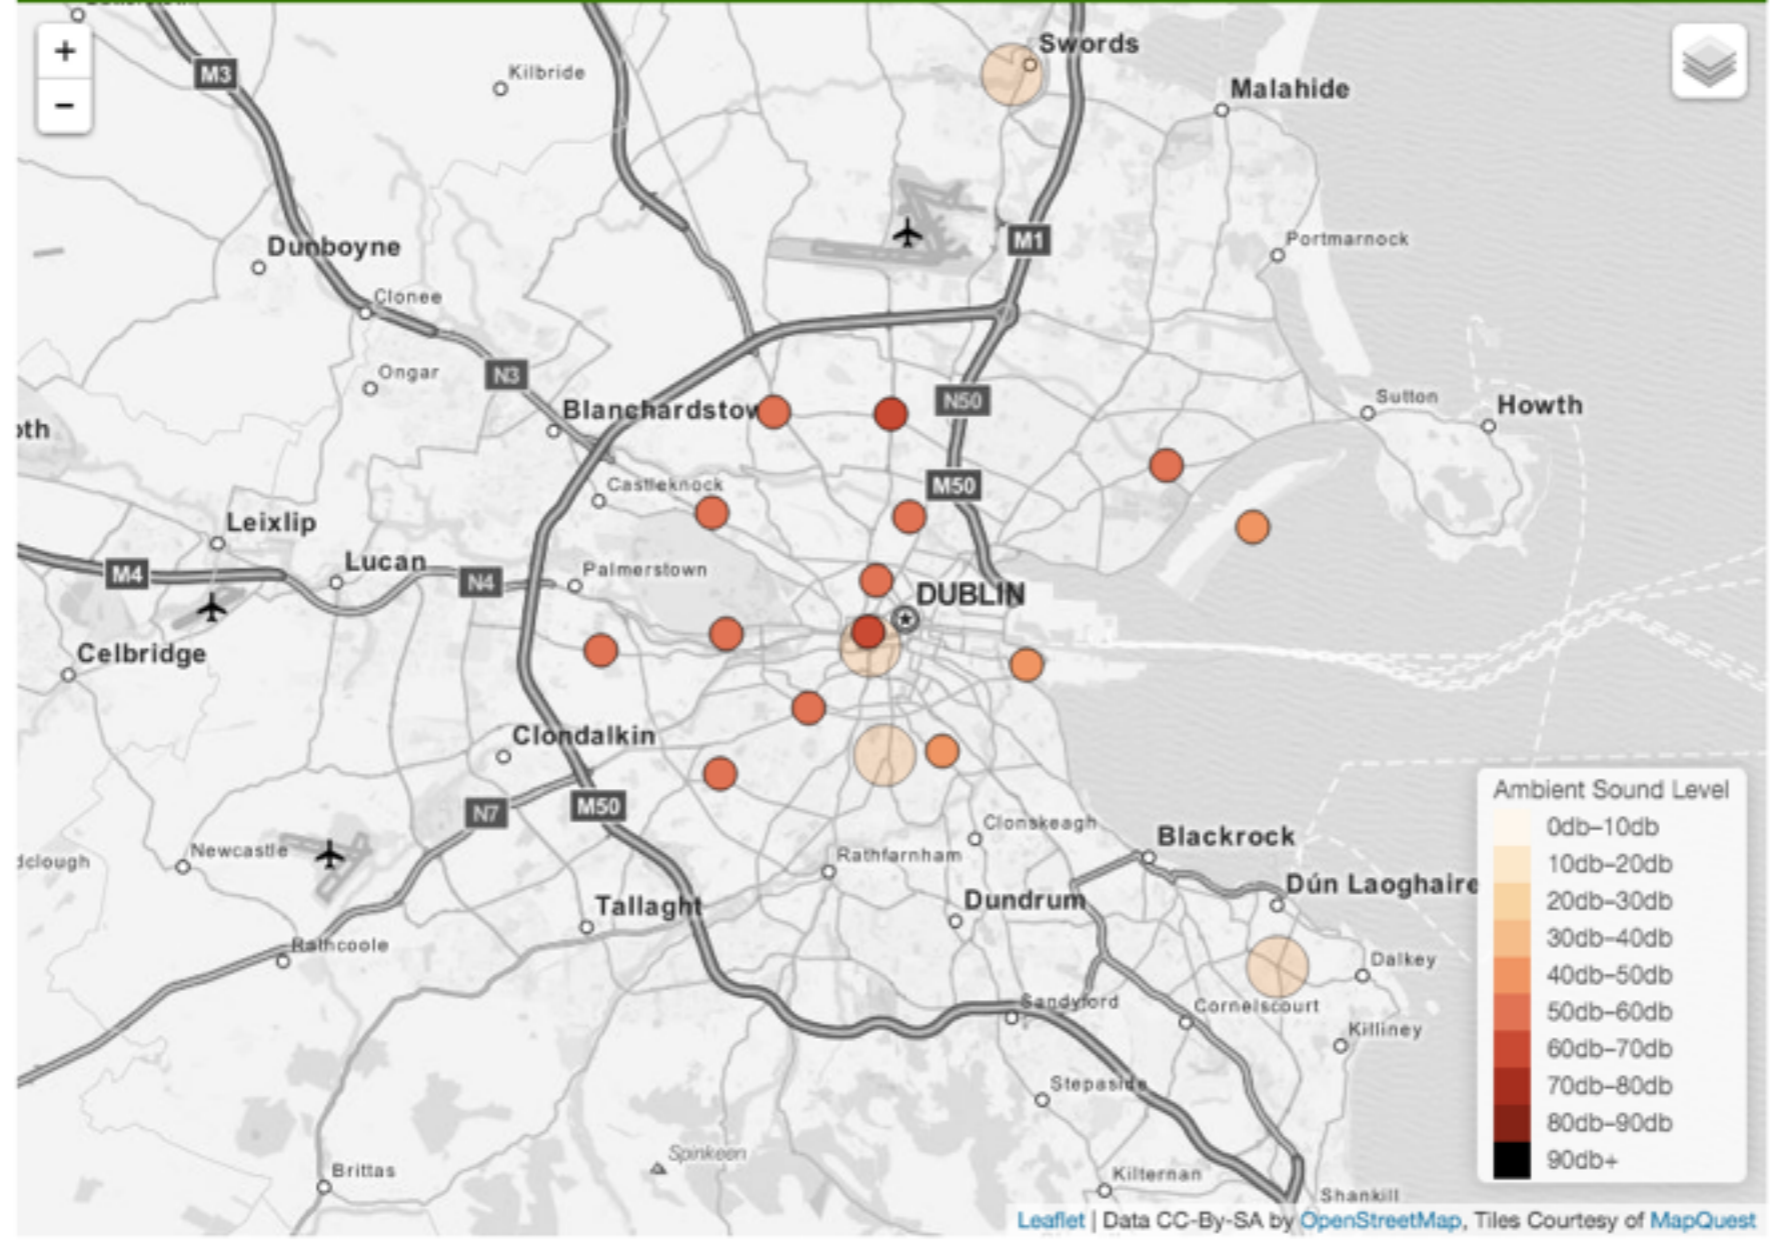 +
−
M3
Kilbride
Swords
Malahide
Dunboyne
M1
Portmarnock
Clonee
Ongar
N3
Blanchardstow
N50
Sutton
Howth
oth
Castleknock
M50
Leixlip
Lucan
M4
N4
Palmerstown
DUBLIN
Celbridge
Clondalkin
N7
M50
Newcastle
dclough
Clonskeagh
Rathfarnham
Blackrock
Dún Laoghaire
Tallaght
Dundrum
Rathcoole
Dalkey
Sandyford
Cornelscourt
Killiney
Stepaside
Spinkeen
Brittas
Kilternan
Shankill
Ambient Sound Level
0db–10db
10db–20db
20db–30db
30db–40db
40db–50db
50db–60db
60db–70db
70db–80db
80db–90db
90db+
Leaflet | Data CC-By-SA by OpenStreetMap, Tiles Courtesy of MapQuest